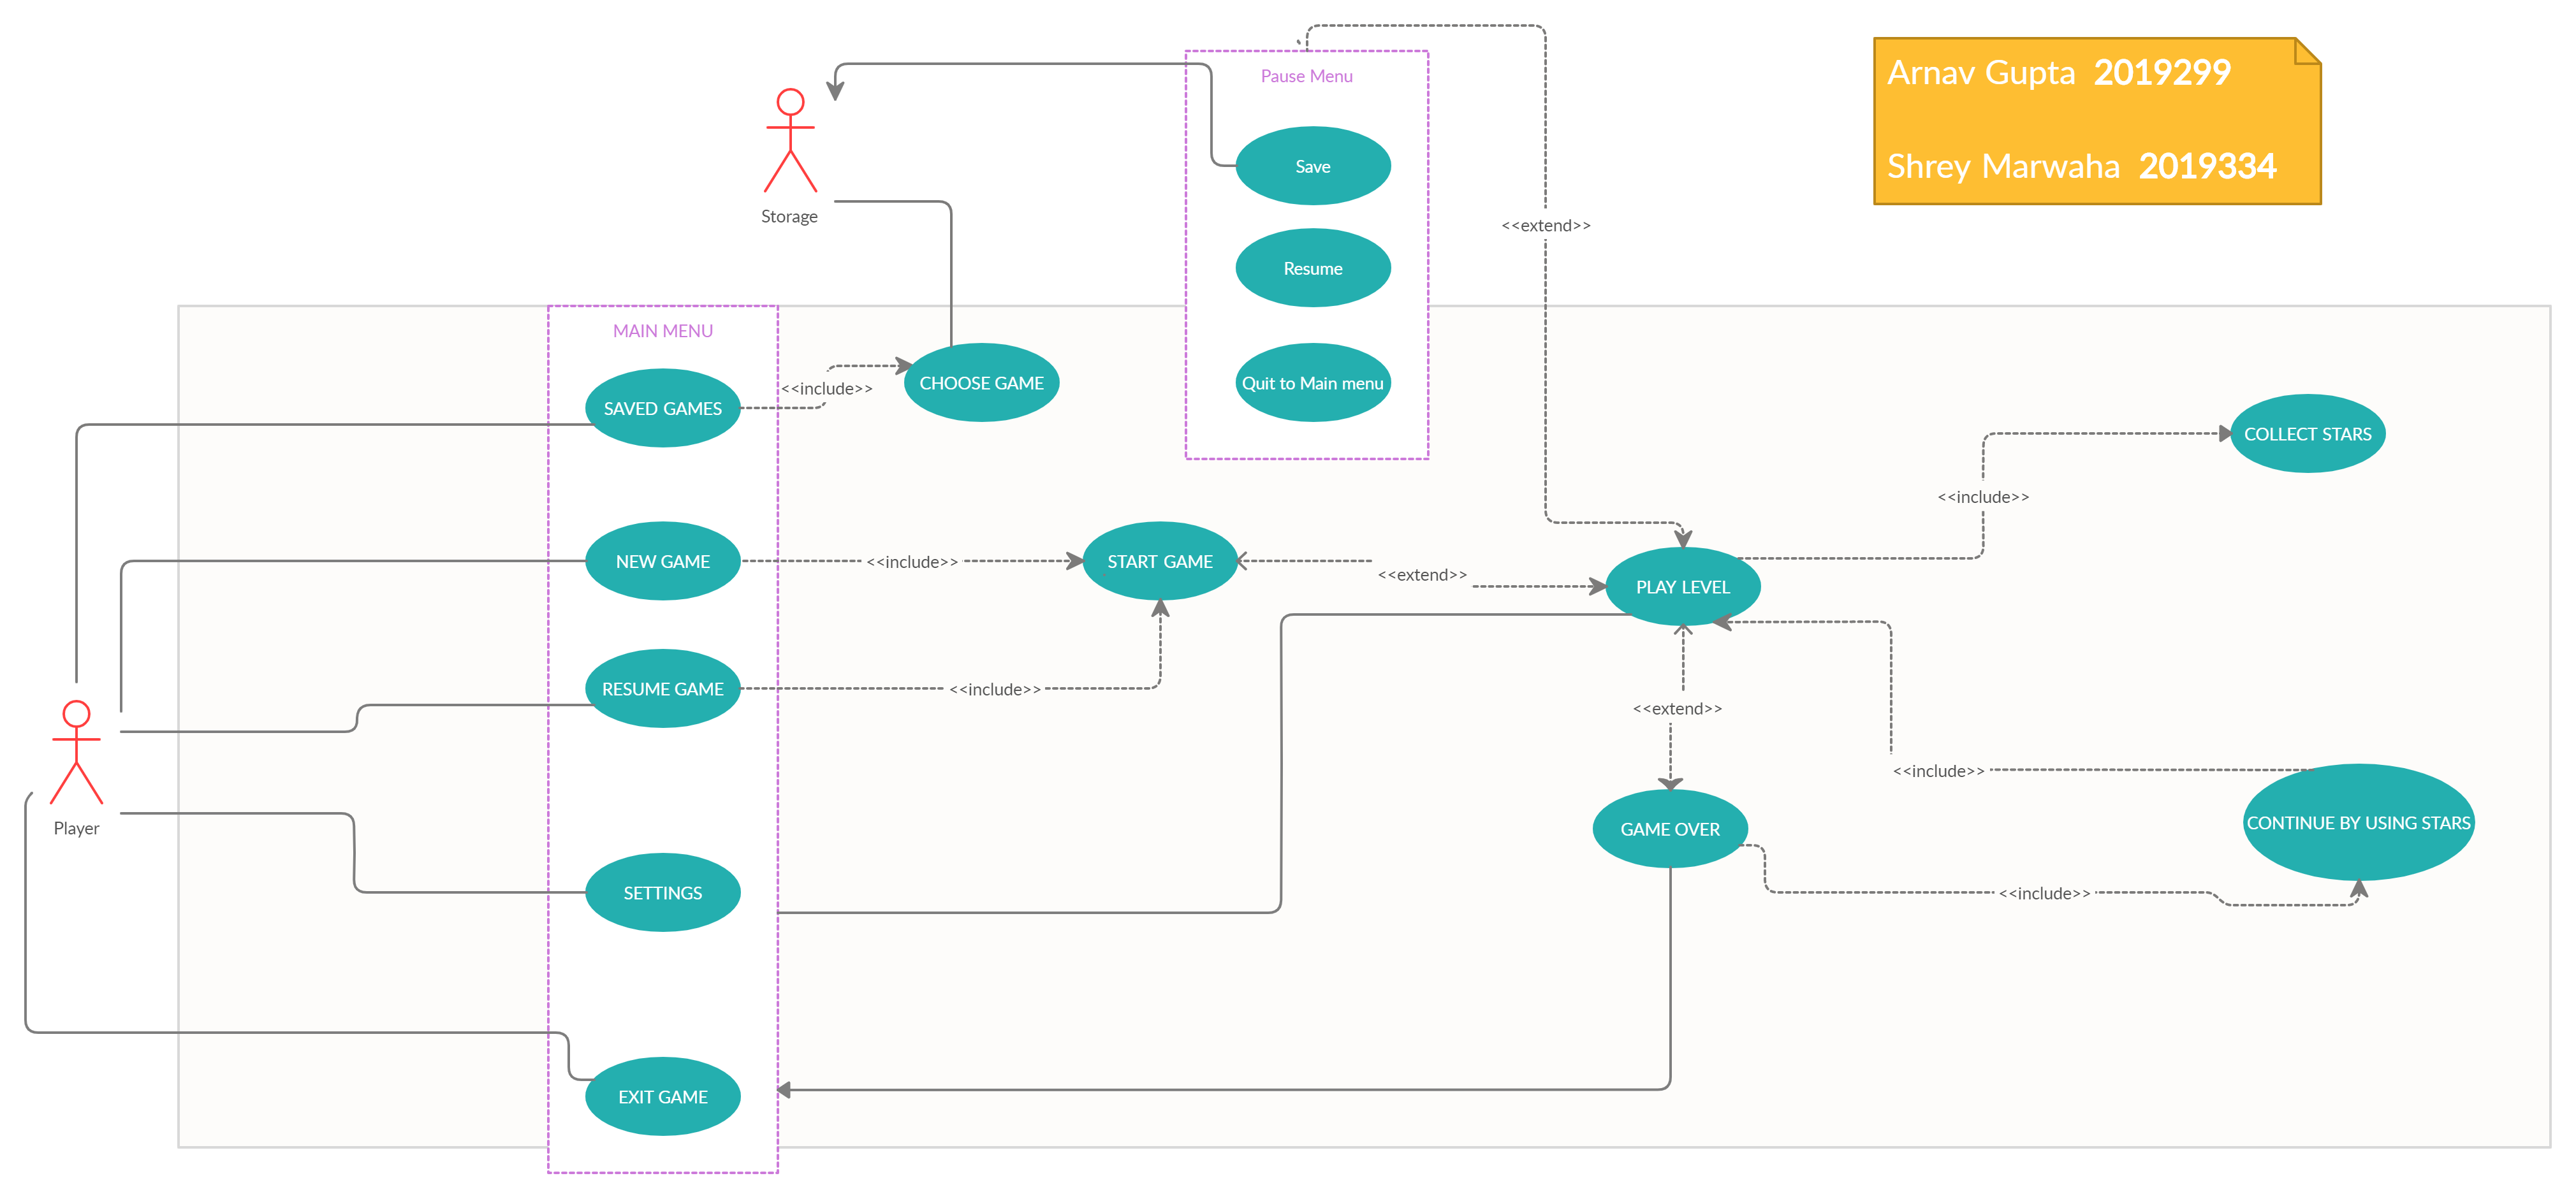 Arnav Gupta 2019299
Shrey Marwaha 2019334
Pause Menu
Save
Resume
Quit to Main menu
<<extend>>
Storage
MAIN MENU
SAVED GAMES
<<include>>
CHOOSE GAME
COLLECT STARS
<<include>>
NEW GAME
<<include>>
START GAME
<<extend>>
PLAY LEVEL
RESUME GAME
<<include>>
<<extend>>
<<include>>
Player
GAME OVER
CONTINUE BY USING STARS
SETTINGS
<<include>>
EXIT GAME